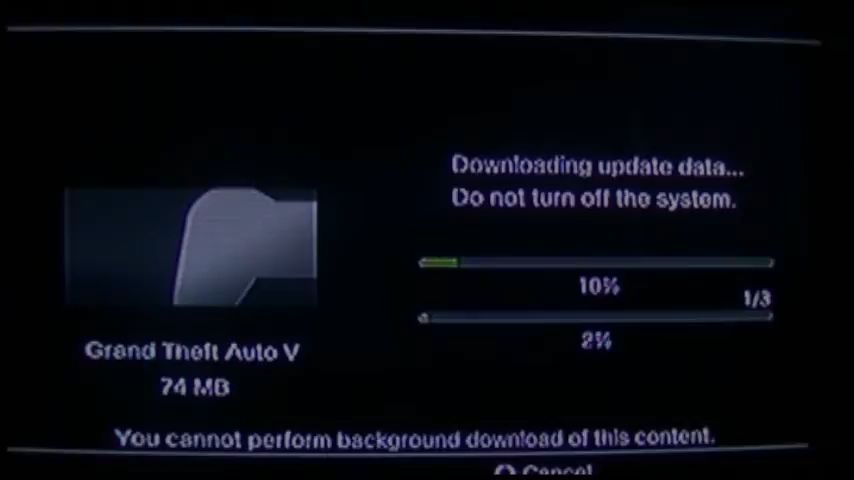 Downloading update data...
Do not turn off the system.
10%
1/3
2%
Grand Theft Auto V
74 MB
You cannot perform background download of this content.
Cancel